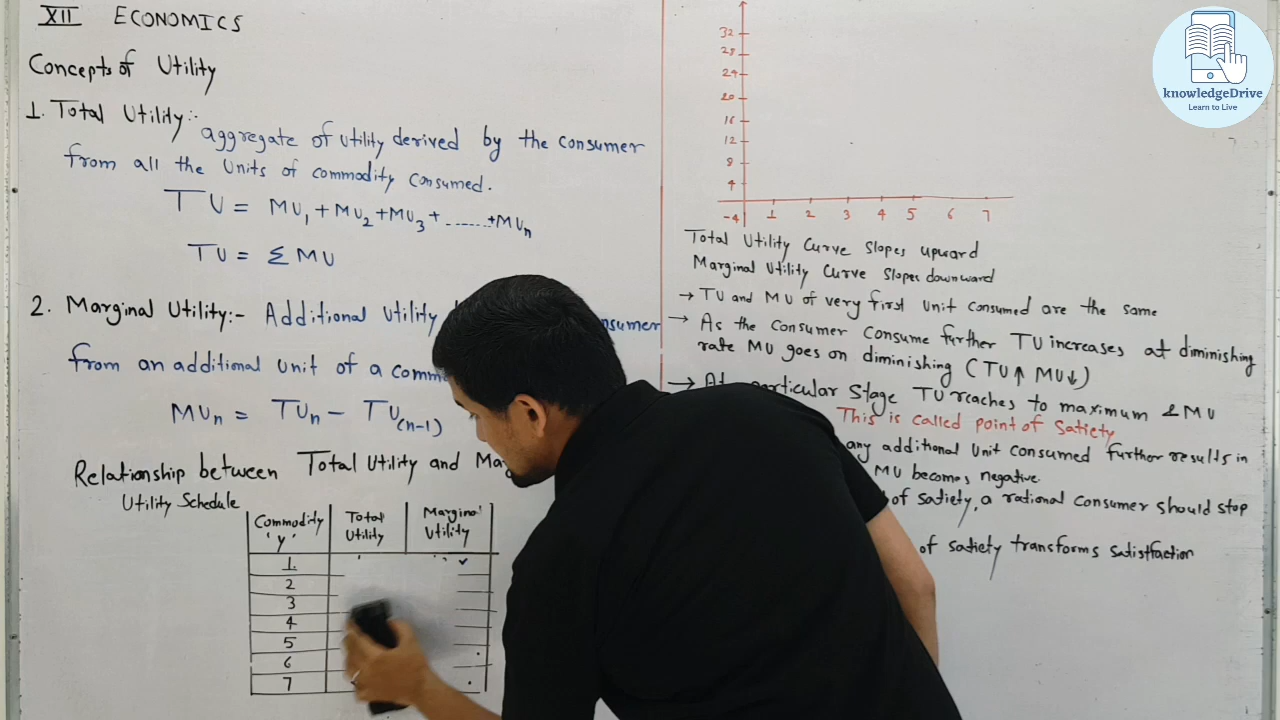 XII ECONOMICS
Concepts of Utility
1. Total Utility:-
aggregate of utility derived by the consumer
from all the units of commodity consumed.
TU = MU1 + MU2 + MU3 + ........ + MUn
TU = Σ MU
2. Marginal Utility:- Additional utility
from an additional unit of a
MUn = TUn - TU(n-1)
Relationship between Total Utility and
Utility Schedule
Commodity 'y' Total Utility Marginal Utility
1.
2
3
4
5
6
7
32
28
24
20
16
12
8
4
-4 1 2 3 4 5 6 7
Total Utility Curve Slopes upward
Marginal Utility Curve Slopes downward
→ TU and MU of very first unit consumed are the same
→ As the consumer consume further TU increases at diminishing
rate MU goes on diminishing (TU↑ MU↓)
→ At particular stage TU reaches to maximum & MU
This is called point of Satiety
any additional unit consumed further results in
MU becomes negative.
of satiety, a rational consumer should stop
of satiety transforms satisfaction
knowledgeDrive
Learn to Live